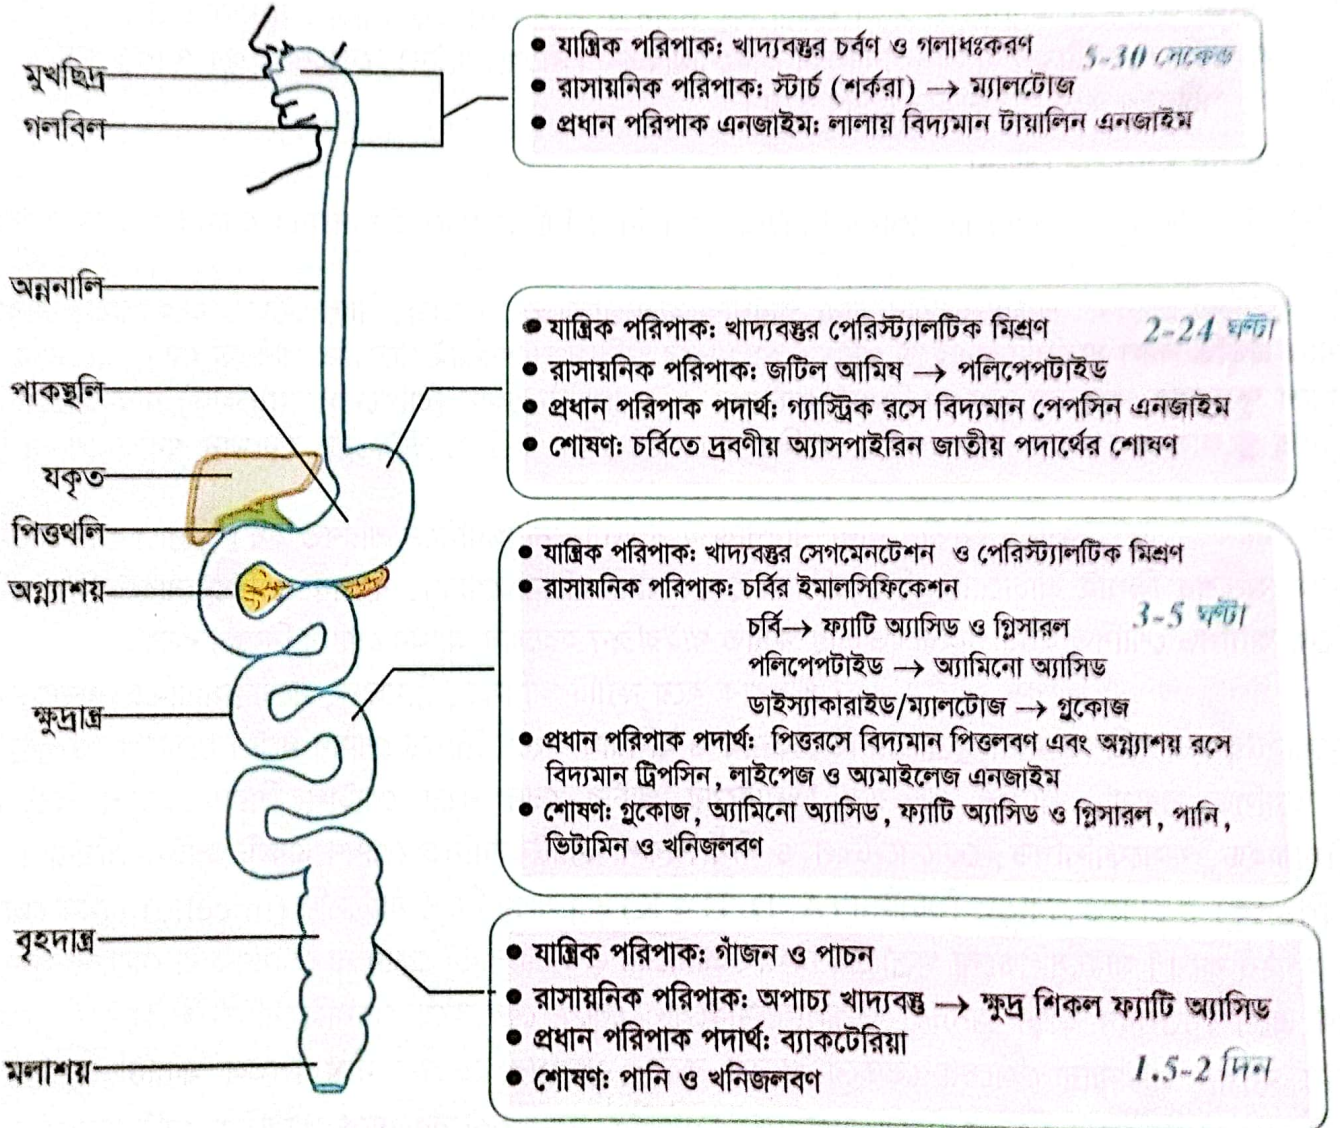 মুখছিদ্র
গলবিল
অন্ননালি
পাকস্থলি
যকৃত
পিত্তথলি
অগ্ন্যাশয়
ক্ষুদ্রান্ত্র
বৃহদান্ত্র
মলাশয়
• যান্ত্রিক পরিপাক: খাদ্যবস্তুর চর্বণ ও গলাধঃকরণ
5-30 সেকেন্ড
• রাসায়নিক পরিপাক: স্টার্চ (শর্করা) → ম্যালটোজ
• প্রধান পরিপাক এনজাইম: লালায় বিদ্যমান টায়ালিন এনজাইম
• যান্ত্রিক পরিপাক: খাদ্যবস্তুর পেরিস্ট্যালটিক মিশ্রণ
2-24 ঘণ্টা
• রাসায়নিক পরিপাক: জটিল আমিষ → পলিপেপটাইড
• প্রধান পরিপাক পদার্থ: গ্যাস্ট্রিক রসে বিদ্যমান পেপসিন এনজাইম
• শোষণ: চর্বিতে দ্রবণীয় অ্যাসপাইরিন জাতীয় পদার্থের শোষণ
• যান্ত্রিক পরিপাক: খাদ্যবস্তুর সেগমেনটেশন ও পেরিস্ট্যালটিক মিশ্রণ
• রাসায়নিক পরিপাক: চর্বির ইমালসিফিকেশন
3-5 ঘণ্টা
চর্বি→ ফ্যাটি অ্যাসিড ও গ্লিসারল
পলিপেপটাইড → অ্যামিনো অ্যাসিড
ডাইস্যাকারাইড/ম্যালটোজ → গ্লুকোজ
• প্রধান পরিপাক পদার্থ: পিত্তরসে বিদ্যমান পিত্তলবণ এবং অগ্ন্যাশয় রসে
বিদ্যমান ট্রিপসিন, লাইপেজ ও অ্যমাইলেজ এনজাইম
• শোষণ: গ্লুকোজ, অ্যামিনো অ্যাসিড, ফ্যাটি অ্যাসিড ও গ্লিসারল, পানি,
ভিটামিন ও খনিজলবণ
• যান্ত্রিক পরিপাক: গাঁজন ও পাচন
• রাসায়নিক পরিপাক: অপাচ্য খাদ্যবস্তু → ক্ষুদ্র শিকল ফ্যাটি অ্যাসিড
• প্রধান পরিপাক পদার্থ: ব্যাকটেরিয়া
• শোষণ: পানি ও খনিজলবণ
1.5-2 দিন